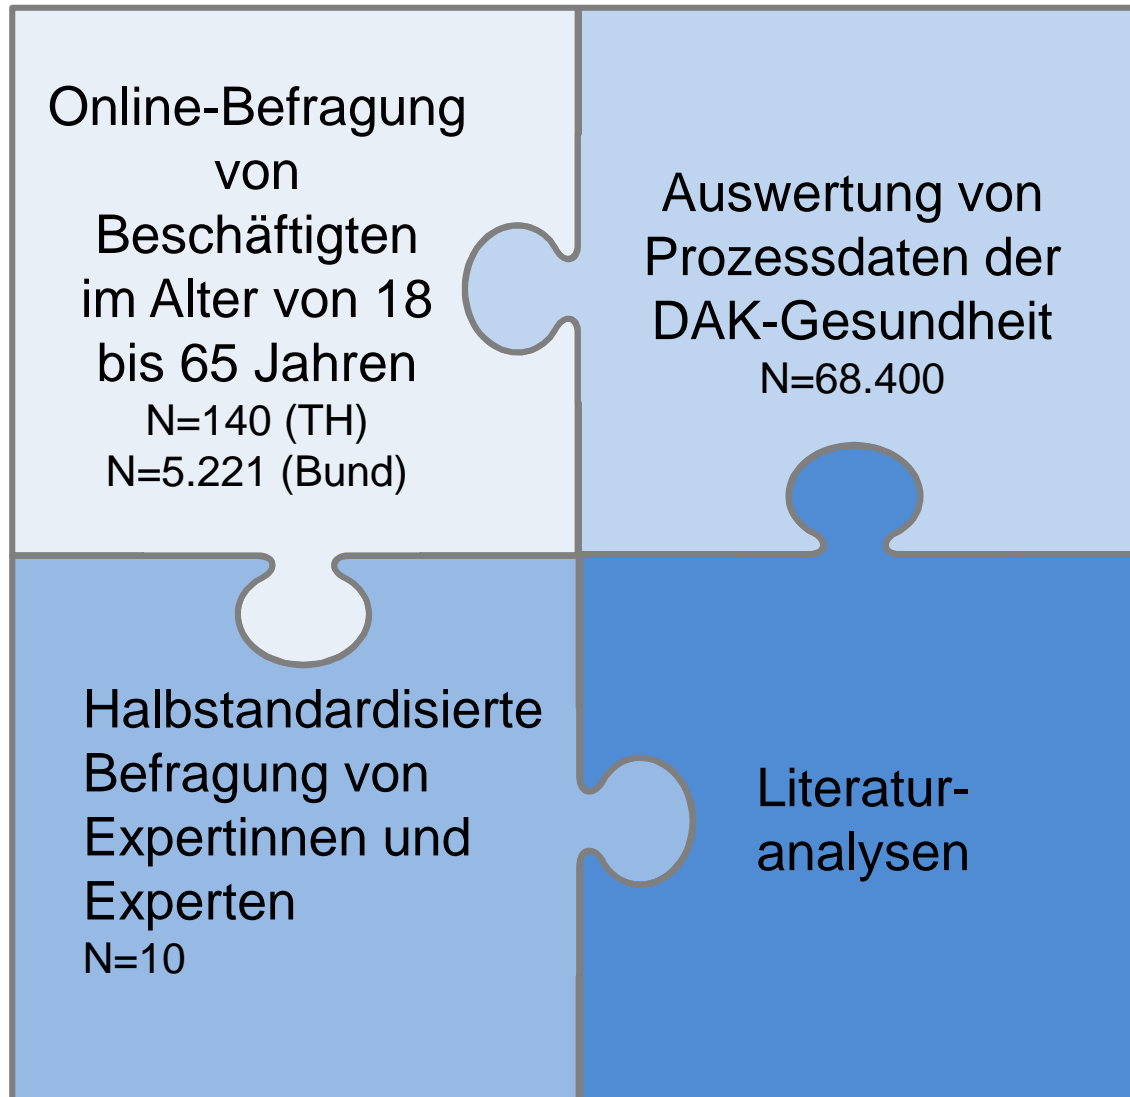 Online-Befragung
von
Beschäftigten
im Alter von 18
bis 65 Jahren
N=140 (TH)
N=5.221 (Bund)
Auswertung von
Prozessdaten der
DAK-Gesundheit
N=68.400
Halbstandardisierte
Befragung von
Expertinnen und
Experten
N=10
Literatur-
analysen